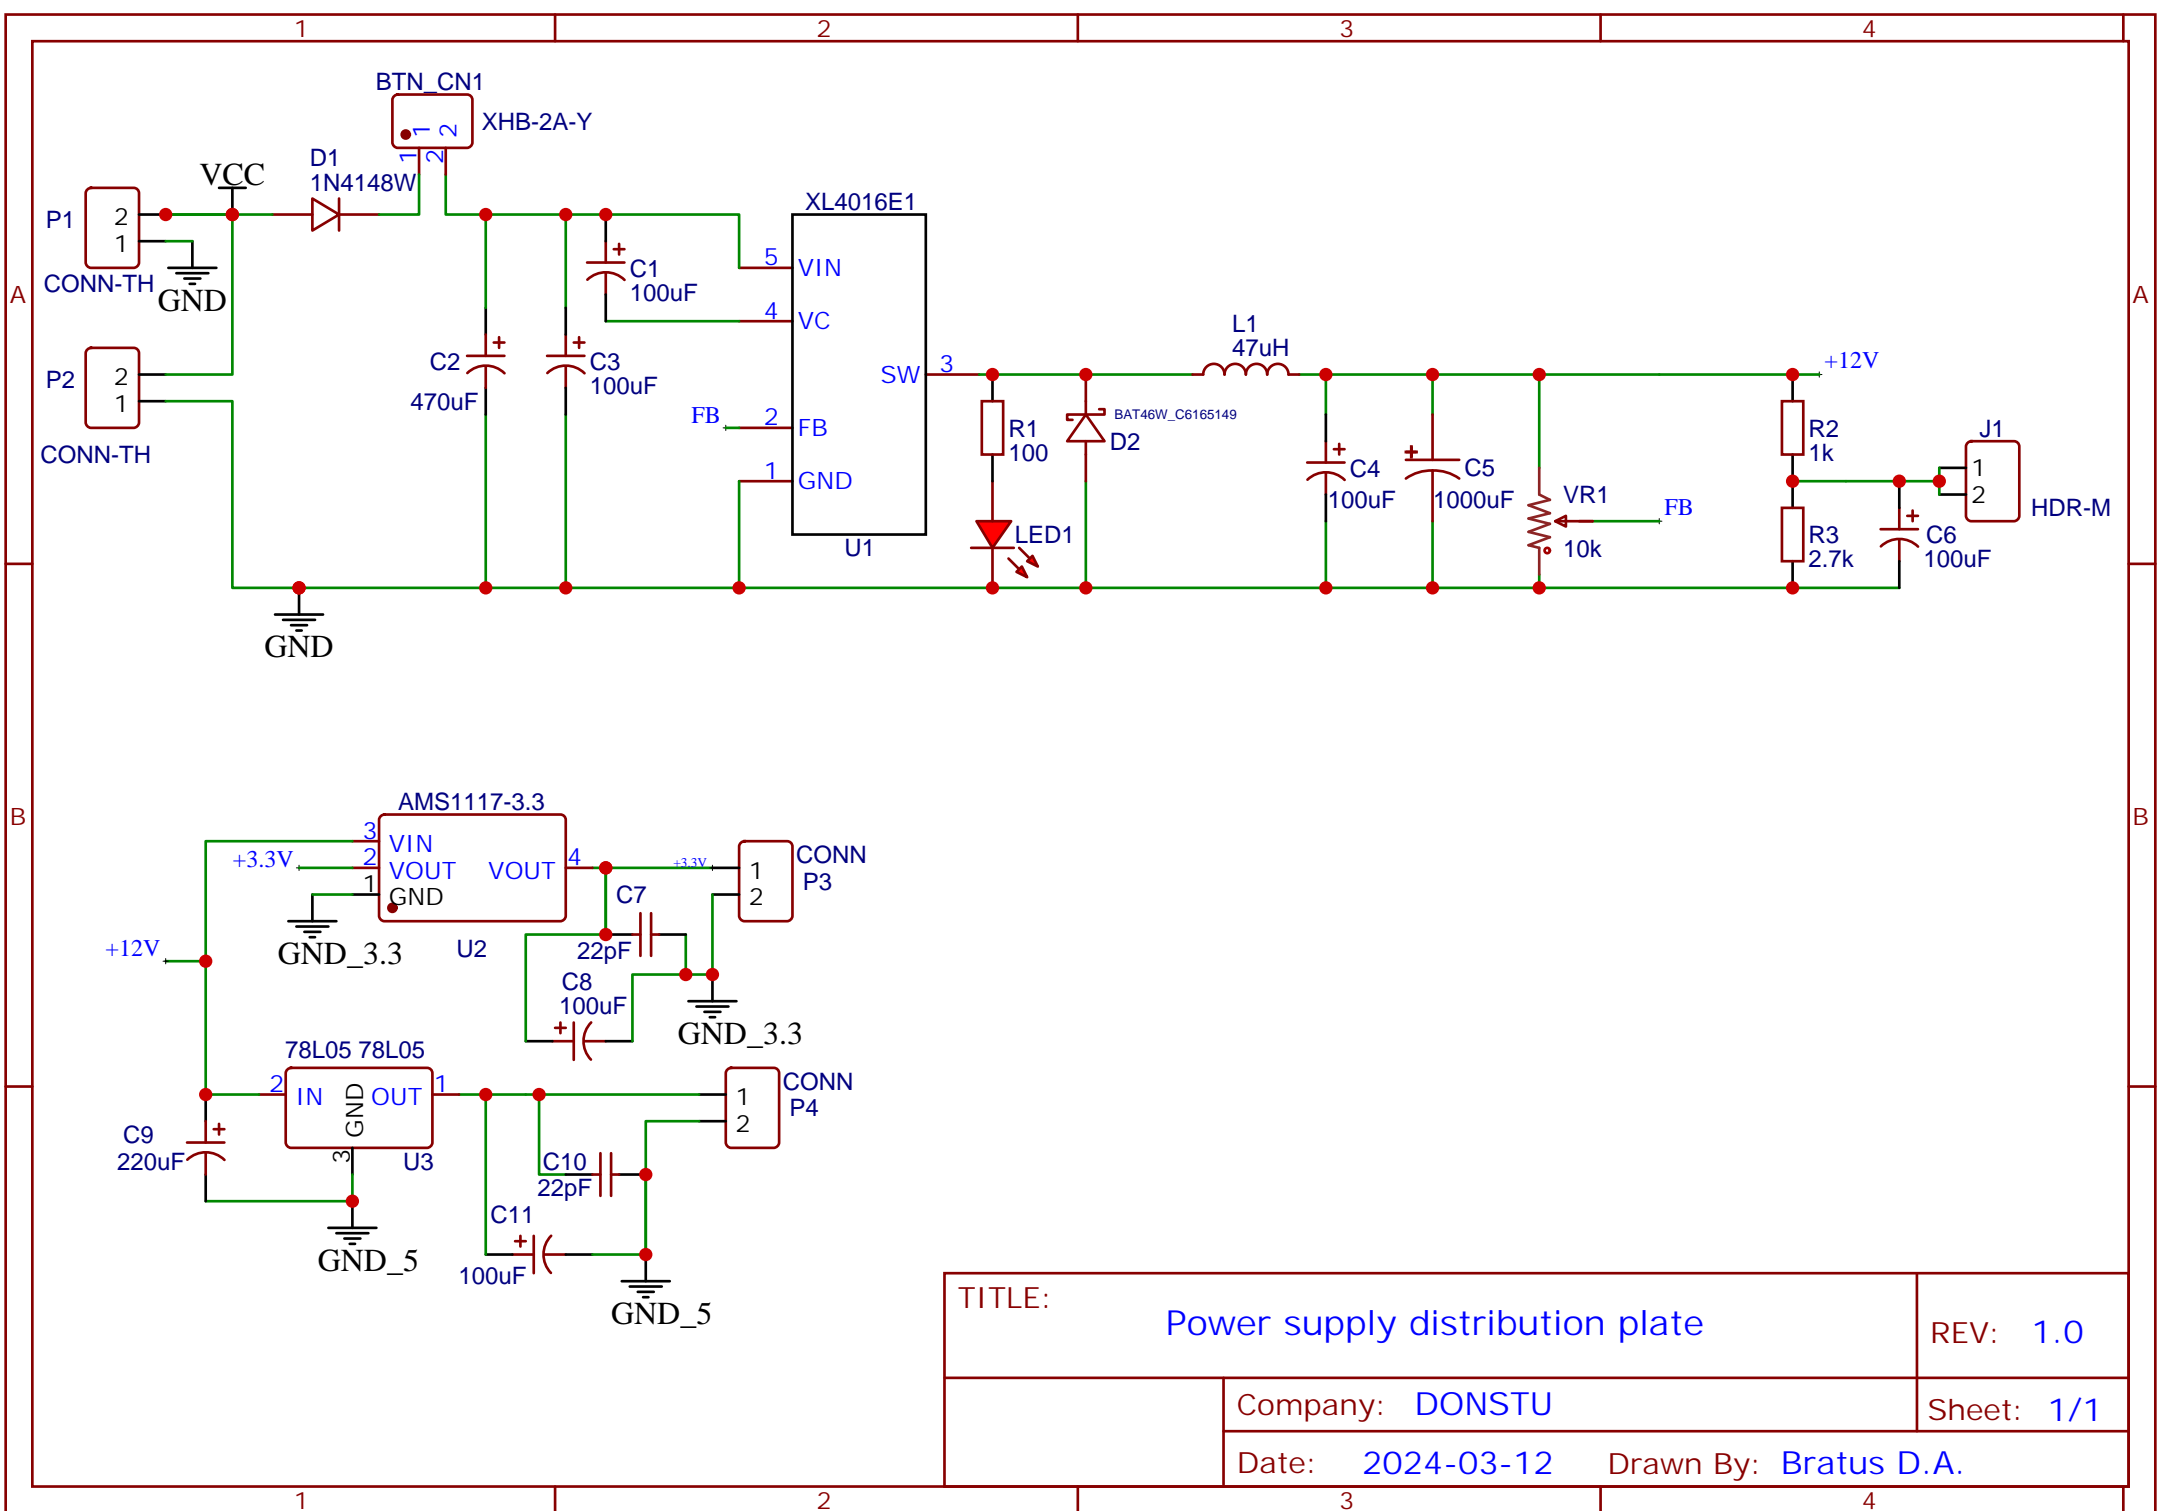 1 2 3 4
A A
B B
BTN_CN1
XHB-2A-Y
1 2
1 2
D1
1N4148W
VCC
P1
2
1
CONN-TH
GND
P2
2
1
CONN-TH
GND
C1
100uF
C2
470uF
C3
100uF
XL4016E1
5 VIN
4 VC
FB 2 FB
1 GND
SW 3
U1
R1
100
LED1
BAT46W_C6165149
D2
L1
47uH
C4
100uF
C5
1000uF
VR1
10k
FB
+12V
R2
1k
R3
2.7k
C6
100uF
J1
1
2
HDR-M
AMS1117-3.3
3 VIN
+3.3V 2 VOUT
1 GND
VOUT 4
U2
GND_3.3
+12V
+3.3V
C7
22pF
C8
100uF
GND_3.3
CONN
P3
1
2
78L05 78L05
2 IN
GND
3
OUT 1
U3
C9
220uF
GND_5
C10
22pF
C11
100uF
GND_5
CONN
P4
1
2
TITLE:
Power supply distribution plate
REV: 1.0
Company: DONSTU
Sheet: 1/1
Date: 2024-03-12
Drawn By: Bratus D.A.
1 2 3 4